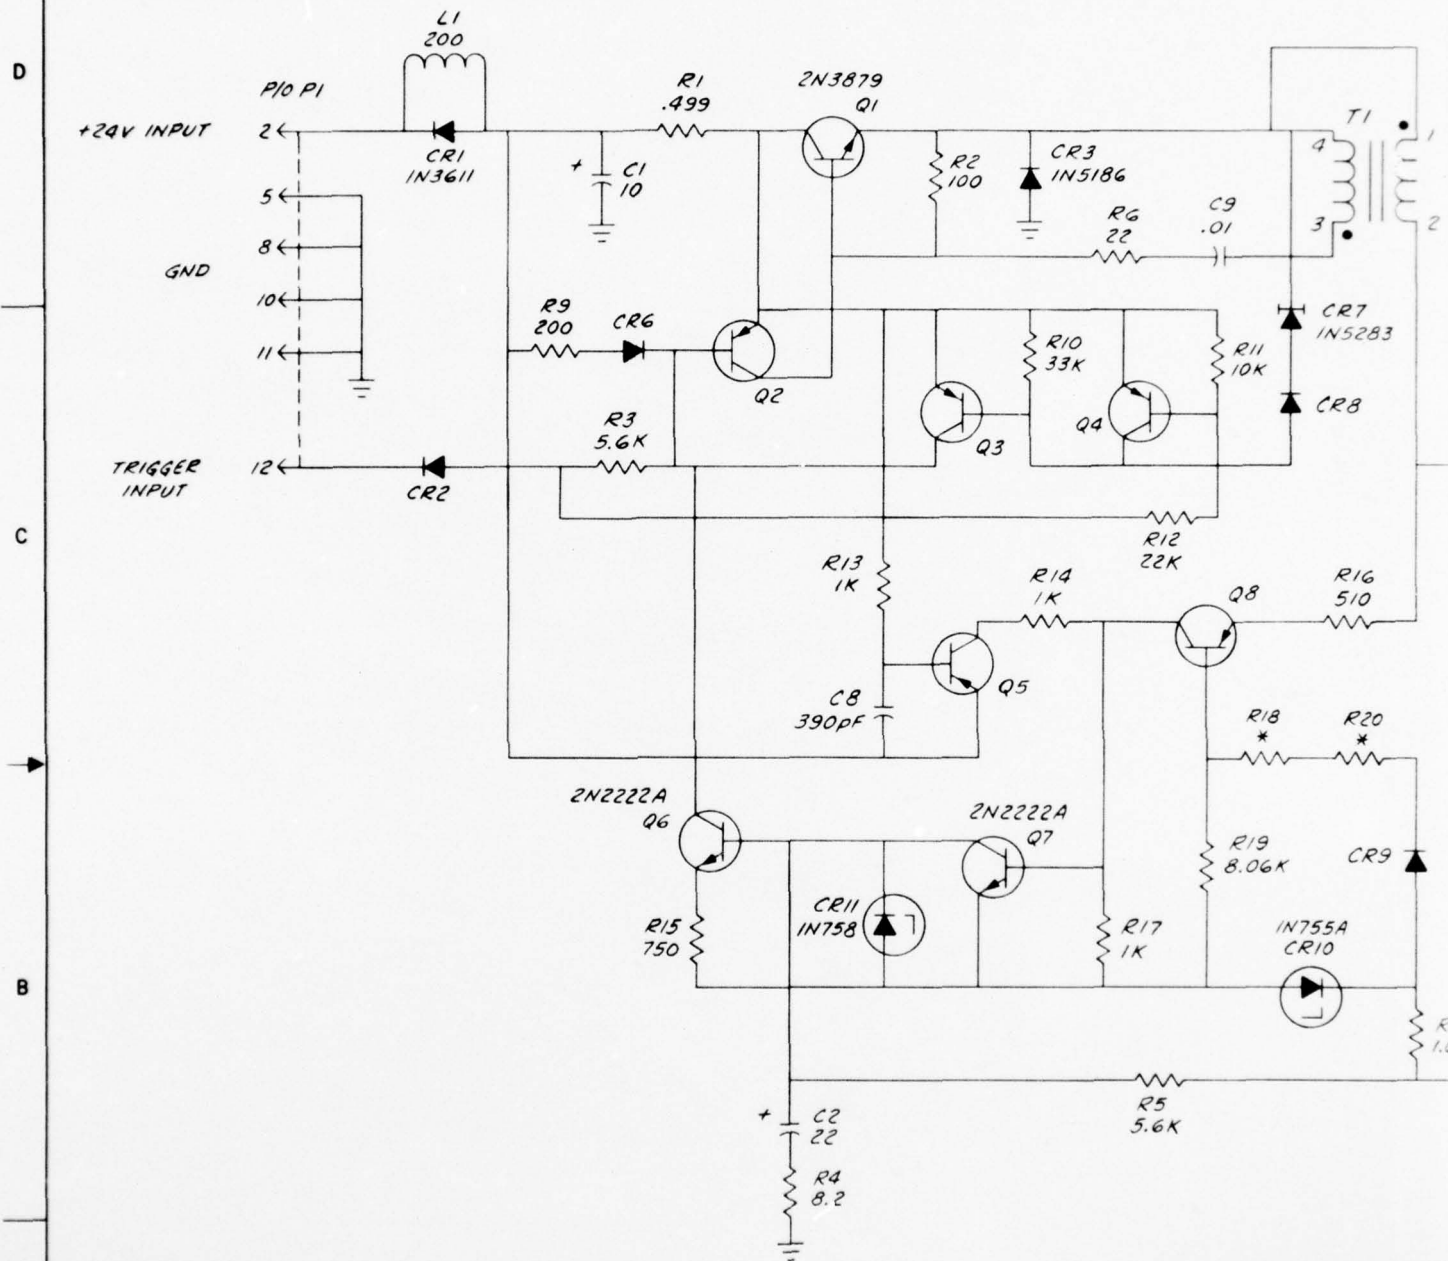 L1
200
D
P/O P1
+24V INPUT
2
CR1
1N3611
R1
.499
2N3879
Q1
+
C1
10
R2
100
CR3
1N5186
R6
22
C9
.01
T1
4
3
1
2
5
8
GND
10
11
R9
200
CR6
Q2
R10
33K
R11
10K
CR7
1N5283
CR8
Q3
Q4
R3
5.6K
TRIGGER
INPUT
12
CR2
C
R12
22K
R13
1K
R14
1K
Q8
R16
510
Q5
C8
390pF
R18
*
R20
*
2N2222A
Q6
2N2222A
Q7
R19
8.06K
CR9
CR11
1N758
R15
750
R17
1K
1N755A
CR10
B
R5
5.6K
+
C2
22
R4
8.2